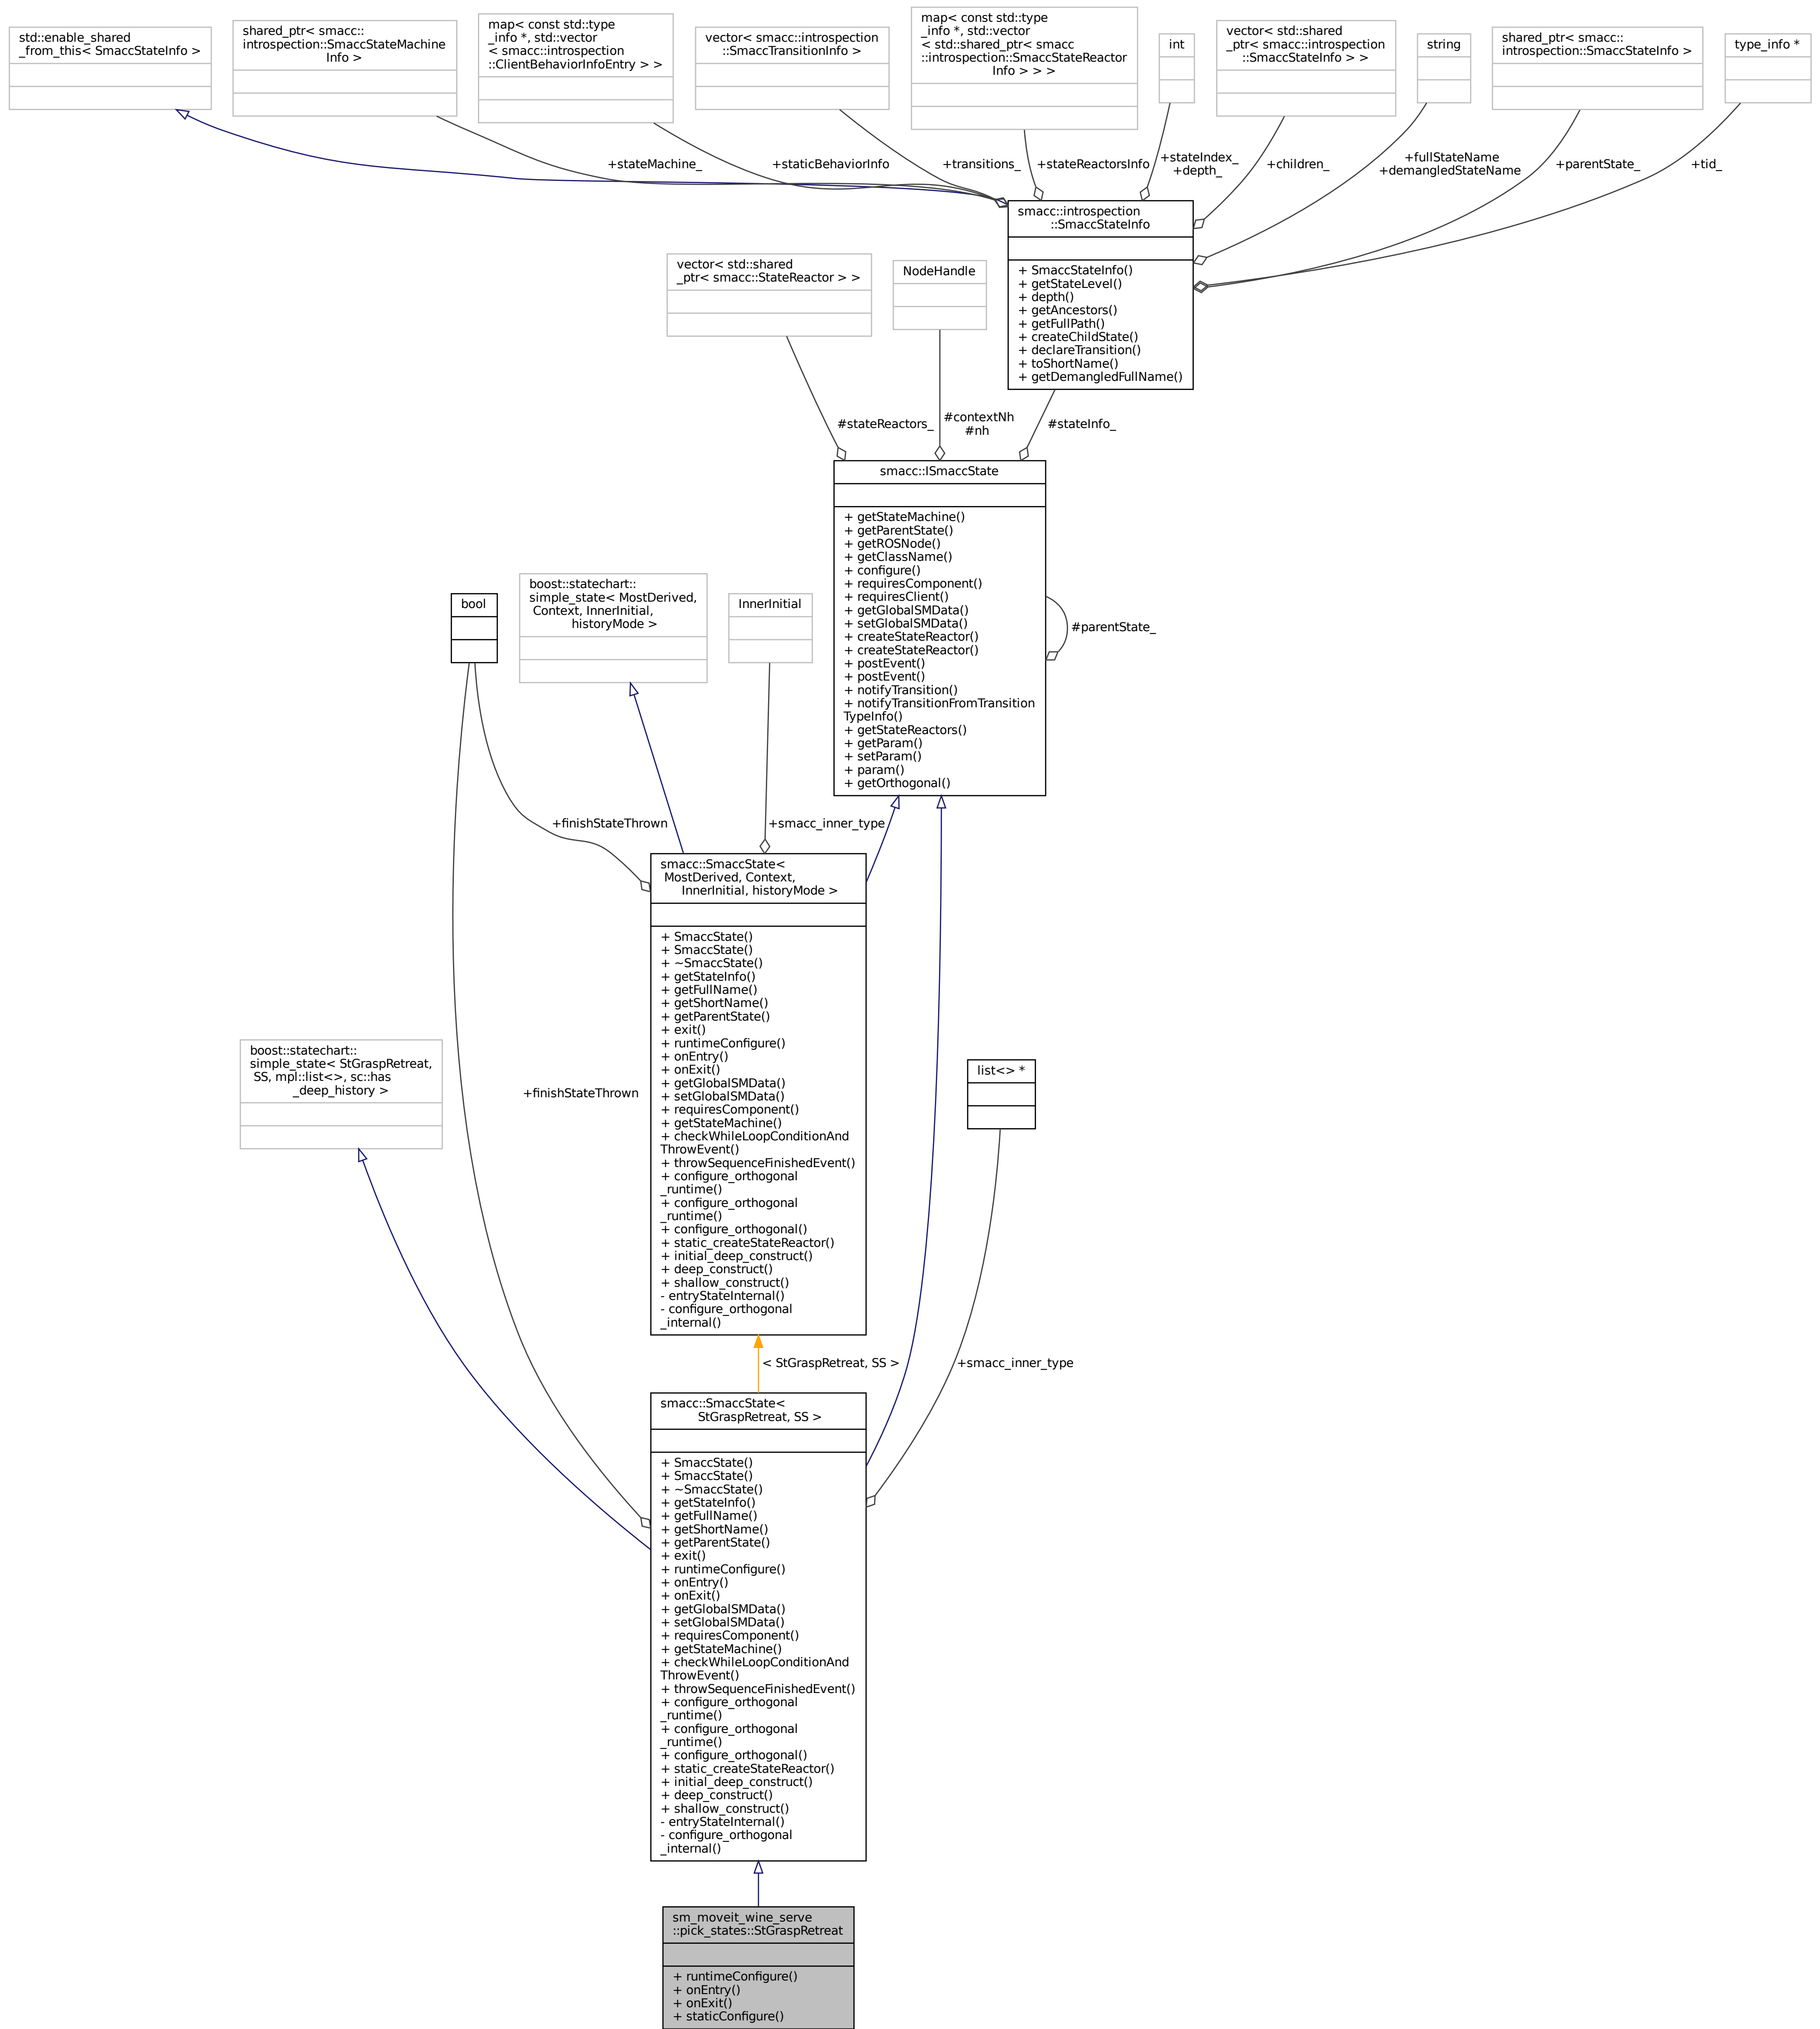 std::enable_shared
_from_this< SmaccStateInfo >
shared_ptr< smacc::
introspection::SmaccStateMachine
Info >
map< const std::type
_info *, std::vector
< smacc::introspection
::ClientBehaviorInfoEntry > >
vector< smacc::introspection
::SmaccTransitionInfo >
map< const std::type
_info *, std::vector
< std::shared_ptr< smacc
::introspection::SmaccStateReactor
Info > > >
int
vector< std::shared
_ptr< smacc::introspection
::SmaccStateInfo > >
string
shared_ptr< smacc::
introspection::SmaccStateInfo >
type_info *
+stateMachine_
+staticBehaviorInfo
+transitions_
+stateReactorsInfo
+stateIndex_
+depth_
+children_
+fullStateName
+demangledStateName
+parentState_
+tid_
smacc::introspection
::SmaccStateInfo
+ SmaccStateInfo()
+ getStateLevel()
+ depth()
+ getAncestors()
+ getFullPath()
+ createChildState()
+ declareTransition()
+ toShortName()
+ getDemangledFullName()
vector< std::shared
_ptr< smacc::StateReactor > >
NodeHandle
#stateReactors_
#contextNh
#nh
#stateInfo_
smacc::ISmaccState
+ getStateMachine()
+ getParentState()
+ getROSNode()
+ getClassName()
+ configure()
+ requiresComponent()
+ requiresClient()
+ getGlobalSMData()
+ setGlobalSMData()
+ createStateReactor()
+ createStateReactor()
+ postEvent()
+ postEvent()
+ notifyTransition()
+ notifyTransitionFromTransition
TypeInfo()
+ getStateReactors()
+ getParam()
+ setParam()
+ param()
+ getOrthogonal()
#parentState_
bool
boost::statechart::
simple_state< MostDerived,
Context, InnerInitial,
historyMode >
InnerInitial
+finishStateThrown
+smacc_inner_type
smacc::SmaccState<
MostDerived, Context,
InnerInitial, historyMode >
+ SmaccState()
+ SmaccState()
+ ~SmaccState()
+ getStateInfo()
+ getFullName()
+ getShortName()
+ getParentState()
+ exit()
+ runtimeConfigure()
+ onEntry()
+ onExit()
+ getGlobalSMData()
+ setGlobalSMData()
+ requiresComponent()
+ getStateMachine()
+ checkWhileLoopConditionAnd
ThrowEvent()
+ throwSequenceFinishedEvent()
+ configure_orthogonal
_runtime()
+ configure_orthogonal
_runtime()
+ configure_orthogonal()
+ static_createStateReactor()
+ initial_deep_construct()
+ deep_construct()
+ shallow_construct()
- entryStateInternal()
- configure_orthogonal
_internal()
boost::statechart::
simple_state< StGraspRetreat,
SS, mpl::list<>, sc::has
_deep_history >
+finishStateThrown
list<> *
< StGraspRetreat, SS >
+smacc_inner_type
smacc::SmaccState<
StGraspRetreat, SS >
+ SmaccState()
+ SmaccState()
+ ~SmaccState()
+ getStateInfo()
+ getFullName()
+ getShortName()
+ getParentState()
+ exit()
+ runtimeConfigure()
+ onEntry()
+ onExit()
+ getGlobalSMData()
+ setGlobalSMData()
+ requiresComponent()
+ getStateMachine()
+ checkWhileLoopConditionAnd
ThrowEvent()
+ throwSequenceFinishedEvent()
+ configure_orthogonal
_runtime()
+ configure_orthogonal
_runtime()
+ configure_orthogonal()
+ static_createStateReactor()
+ initial_deep_construct()
+ deep_construct()
+ shallow_construct()
- entryStateInternal()
- configure_orthogonal
_internal()
sm_moveit_wine_serve
::pick_states::StGraspRetreat
+ runtimeConfigure()
+ onEntry()
+ onExit()
+ staticConfigure()